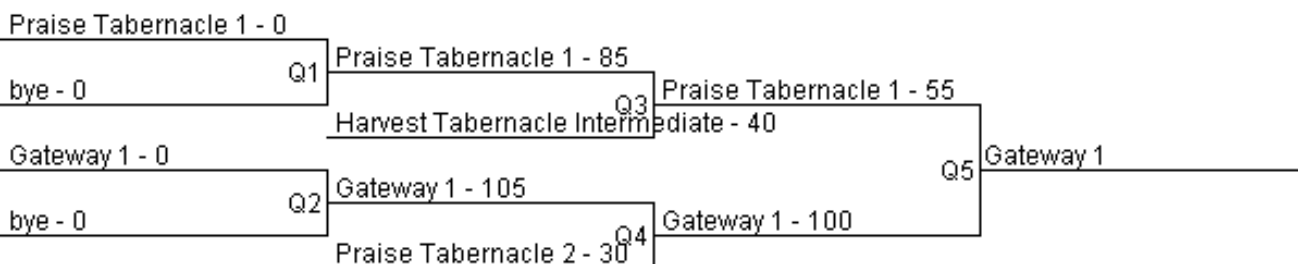 Praise Tabernacle 1 - 0
Praise Tabernacle 1 - 85
Q1
bye - 0
Praise Tabernacle 1 - 55
Q3
Harvest Tabernacle Intermediate - 40
Gateway 1 - 0
Gateway 1
Q5
Gateway 1 - 105
Q2
bye - 0
Gateway 1 - 100
Q4
Praise Tabernacle 2 - 30